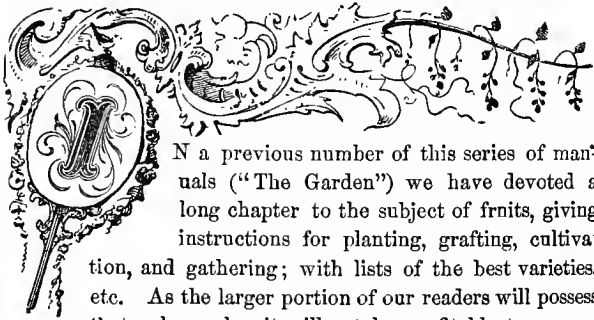 IN a previous number of this series of man-
uals ("The Garden") we have devoted a
long chapter to the subject of fruits, giving
instructions for planting, grafting, cultiva-
tion, and gathering; with lists of the best varieties,
etc. As the larger portion of our readers will possess